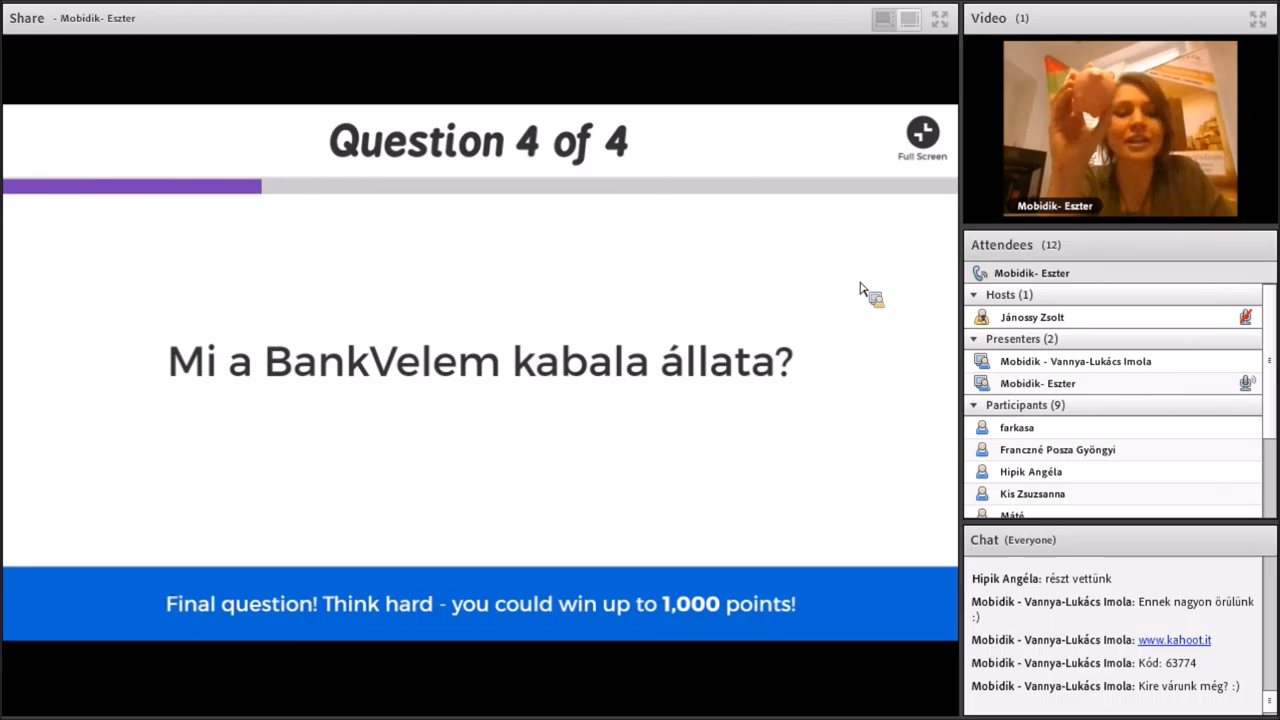 Share - Mobidik- Eszter
Question 4 of 4
Full Screen
Mi a BankVelem kabala állata?
Final question! Think hard - you could win up to 1,000 points!
Video (1)
Mobidik- Eszter
Attendees (12)
Mobidik- Eszter
Hosts (1)
Jánossy Zsolt
Presenters (2)
Mobidik - Vannya-Lukács Imola
Mobidik- Eszter
Participants (9)
farkasa
Franczné Posza Gyöngyi
Hipik Angéla
Kis Zsuzsanna
Máté
Chat (Everyone)
Hipik Angéla: részt vettünk
Mobidik - Vannya-Lukács Imola: Ennek nagyon örülünk
:)
Mobidik - Vannya-Lukács Imola: www.kahoot.it
Mobidik - Vannya-Lukács Imola: Kód: 63774
Mobidik - Vannya-Lukács Imola: Kire várunk még? :)